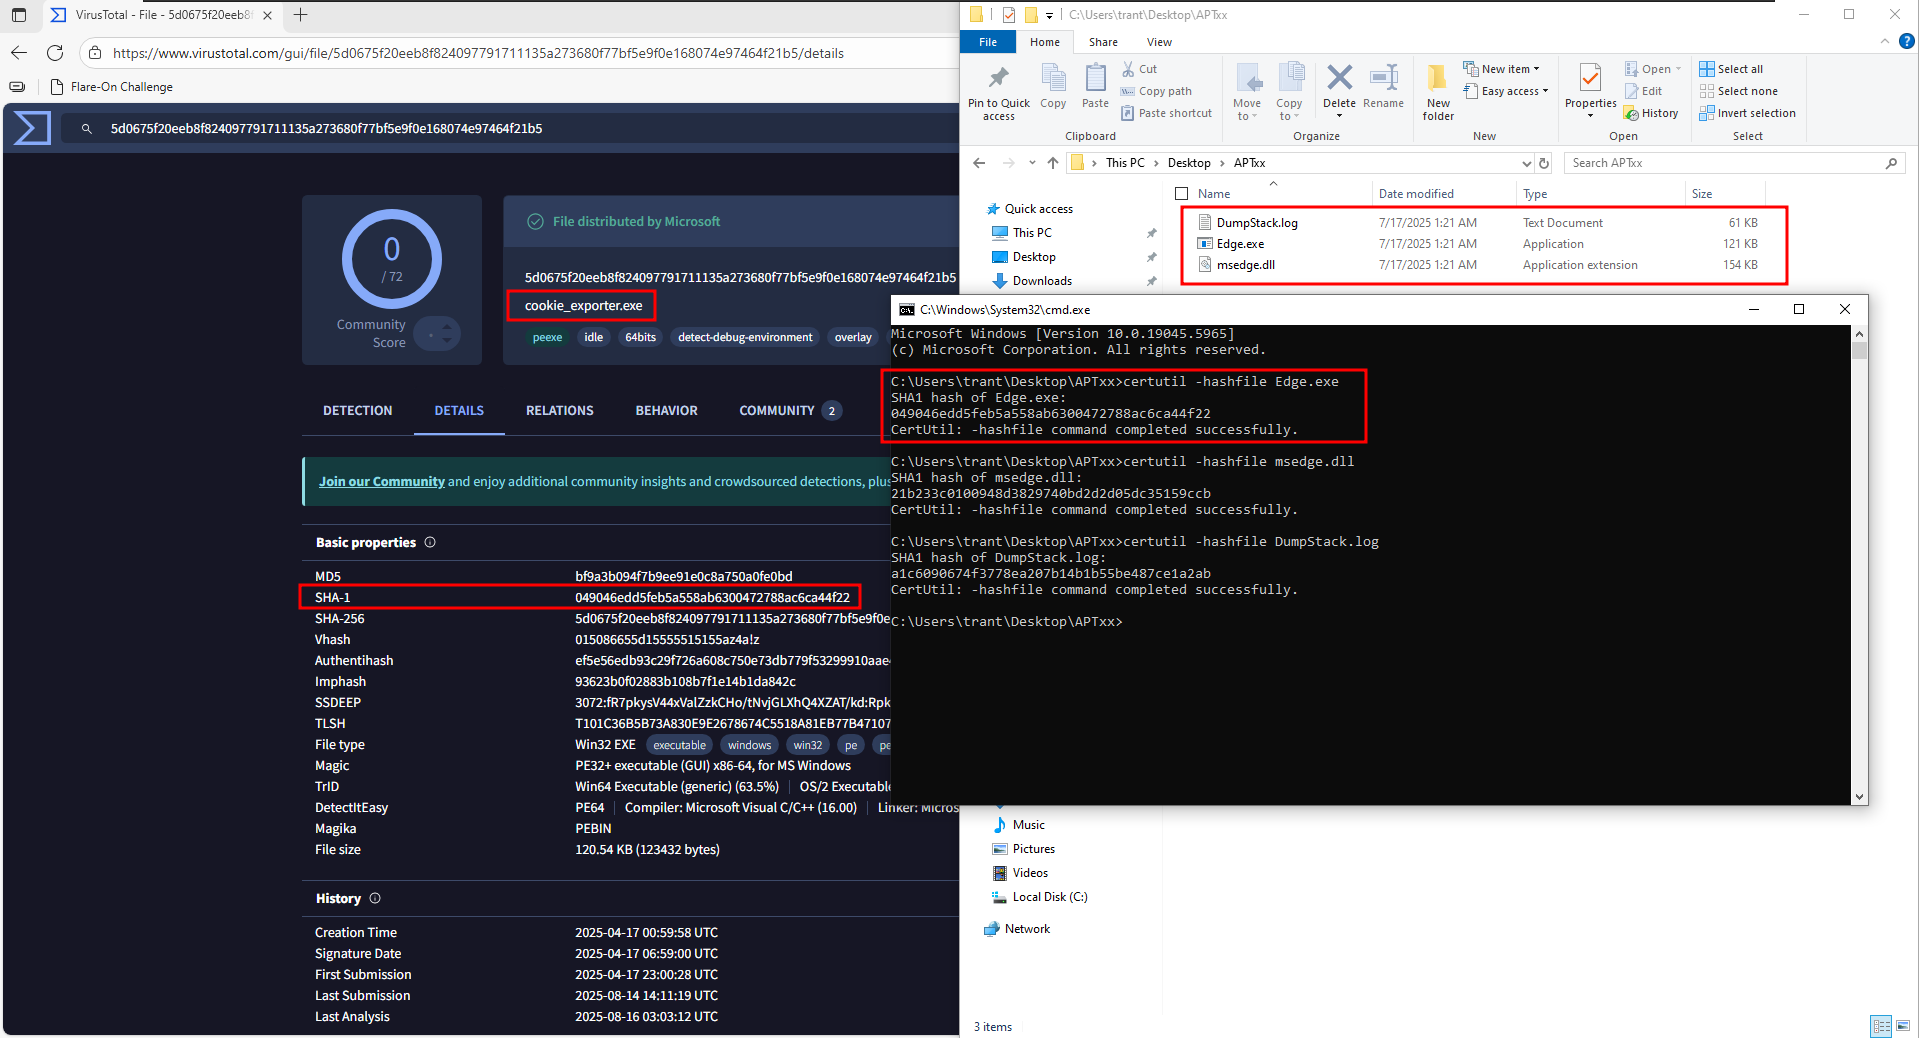 VirusTotal - File - 5d0675f20eeb8f
https://www.virustotal.com/gui/file/5d0675f20eeb8f824097791711135a273680f77bf5e9f0e168074e97464f21b5/details
Flare-On Challenge
5d0675f20eeb8f824097791711135a273680f77bf5e9f0e168074e97464f21b5
0
/ 72
Community
Score
File distributed by Microsoft
5d0675f20eeb8f824097791711135a273680f77bf5e9f0e168074e97464f21b5
cookie_exporter.exe
peexe idle 64bits detect-debug-environment overlay
DETECTION DETAILS RELATIONS BEHAVIOR COMMUNITY 2
Join our Community and enjoy additional community insights and crowdsourced detections, plus
Basic properties
MD5 bf9a3b094f7b9ee91e0c8a750a0fe0bd
SHA-1 049046edd5feb5a558ab6300472788ac6ca44f22
SHA-256 5d0675f20eeb8f824097791711135a273680f77bf5e9f0e
Vhash 015086655d15555515155az4a!z
Authentihash ef5e56edb93c29f726a608c750e73db779f53299910aae
Imphash 93623b0f02883b108b7f1e14b1da842c
SSDEEP 3072:fR7pkysV44xValZzkCHo/tNvjGLXhQ4XZAT/kd:Rpk
TLSH T101C36B5B73A830E9E2678674C5518A81EB77B47107
File type Win32 EXE executable windows win32 pe pe
Magic PE32+ executable (GUI) x86-64, for MS Windows
TrID Win64 Executable (generic) (63.5%) OS/2 Executable
DetectItEasy PE64 Compiler: Microsoft Visual C/C++ (16.00) Linker: Micros
Magika PEBIN
File size 120.54 KB (123432 bytes)
History
Creation Time 2025-04-17 00:59:58 UTC
Signature Date 2025-04-17 06:59:00 UTC
First Submission 2025-04-17 23:00:28 UTC
Last Submission 2025-08-14 14:11:19 UTC
Last Analysis 2025-08-16 03:03:12 UTC
C:\Users\trant\Desktop\APTxx
File Home Share View
Pin to Quick access
Copy
Paste
Cut
Copy path
Paste shortcut
Clipboard
Move to
Copy to
Delete
Rename
Organize
New folder
New item
Easy access
New
Properties
Open
Edit
History
Open
Select all
Select none
Invert selection
Select
This PC > Desktop > APTxx
Search APTxx
Name Date modified Type Size
DumpStack.log 7/17/2025 1:21 AM Text Document 61 KB
Edge.exe 7/17/2025 1:21 AM Application 121 KB
msedge.dll 7/17/2025 1:21 AM Application extension 154 KB
Quick access
This PC
Desktop
Downloads
C:\Windows\System32\cmd.exe
Microsoft Windows [Version 10.0.19045.5965]
(c) Microsoft Corporation. All rights reserved.
C:\Users\trant\Desktop\APTxx>certutil -hashfile Edge.exe
SHA1 hash of Edge.exe:
049046edd5feb5a558ab6300472788ac6ca44f22
CertUtil: -hashfile command completed successfully.
C:\Users\trant\Desktop\APTxx>certutil -hashfile msedge.dll
SHA1 hash of msedge.dll:
21b233c0100948d3829740bd2d2d05dc35159ccb
CertUtil: -hashfile command completed successfully.
C:\Users\trant\Desktop\APTxx>certutil -hashfile DumpStack.log
SHA1 hash of DumpStack.log:
a1c6090674f3778ea207b14b1b55be487ce1a2ab
CertUtil: -hashfile command completed successfully.
C:\Users\trant\Desktop\APTxx>
Music
Pictures
Videos
Local Disk (C:)
Network
3 items